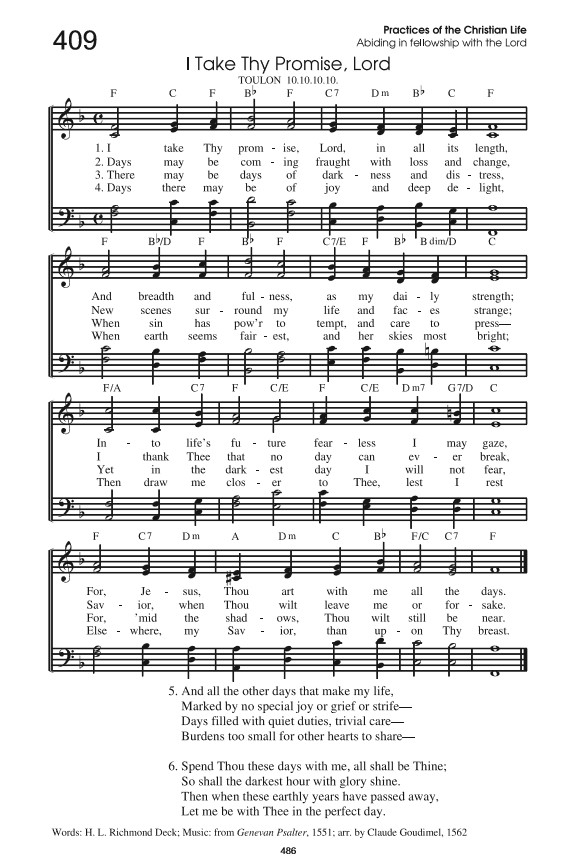 409
Practices of the Christian Life
Abiding in fellowship with the Lord
I Take Thy Promise, Lord
TOULON 10.10.10.10.
F C F B♭ F C7 Dm B♭ C F
1. I take Thy prom - ise, Lord, in all its length,
2. Days may be com - ing fraught with loss and change,
3. There may be days of dark - ness and dis - tress,
4. Days there may be of joy and deep de - light,
F B♭/D F B♭ F C7/E F B♭ B dim/D C
And breadth and ful - ness, as my dai - ly strength;
New scenes sur - round my life and fac - es strange;
When sin has pow'r to tempt, and care to press—
When earth seems fair - est, and her skies most bright;
F/A C7 F C/E F C/E Dm7 G7/D C
In - to life's fu - ture fear - less I may gaze,
I thank Thee that no day can ev - er break,
Yet in the dark - est day I will not fear,
Then draw me clos - er to Thee, lest I rest
F C7 Dm A Dm C B♭ F/C C7 F
For, Je - sus, Thou art with me all the days.
Sav - ior, when Thou wilt leave me or for - sake.
For, 'mid the shad - ows, Thou wilt still be near.
Else - where, my Sav - ior, than up - on Thy breast.
5. And all the other days that make my life,
Marked by no special joy or grief or strife—
Days filled with quiet duties, trivial care—
Burdens too small for other hearts to share—
6. Spend Thou these days with me, all shall be Thine;
So shall the darkest hour with glory shine.
Then when these earthly years have passed away,
Let me be with Thee in the perfect day.
Words: H. L. Richmond Deck; Music: from Genevan Psalter, 1551; arr. by Claude Goudimel, 1562
486